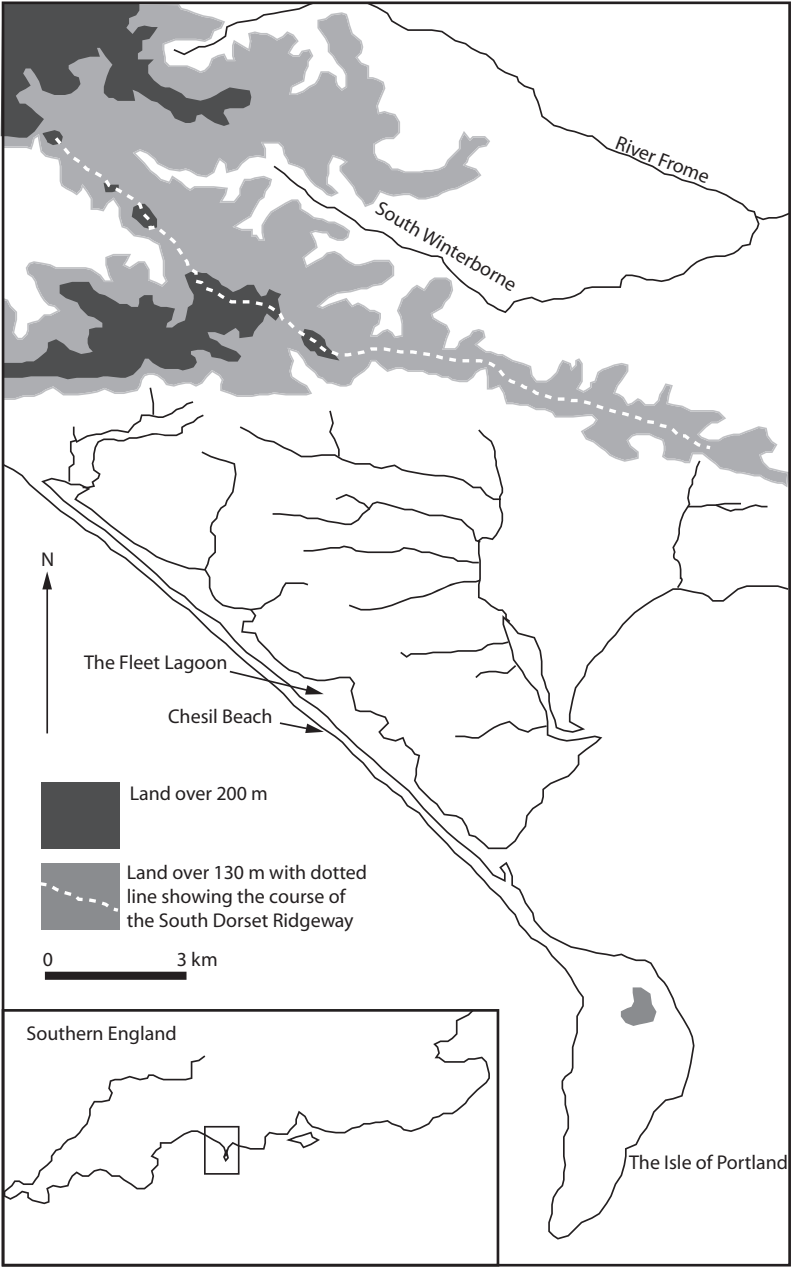 River Frome
South Winterborne
N
The Fleet Lagoon
Chesil Beach
Land over 200 m
Land over 130 m with dotted
line showing the course of
the South Dorset Ridgeway
0 3 km
Southern England
The Isle of Portland